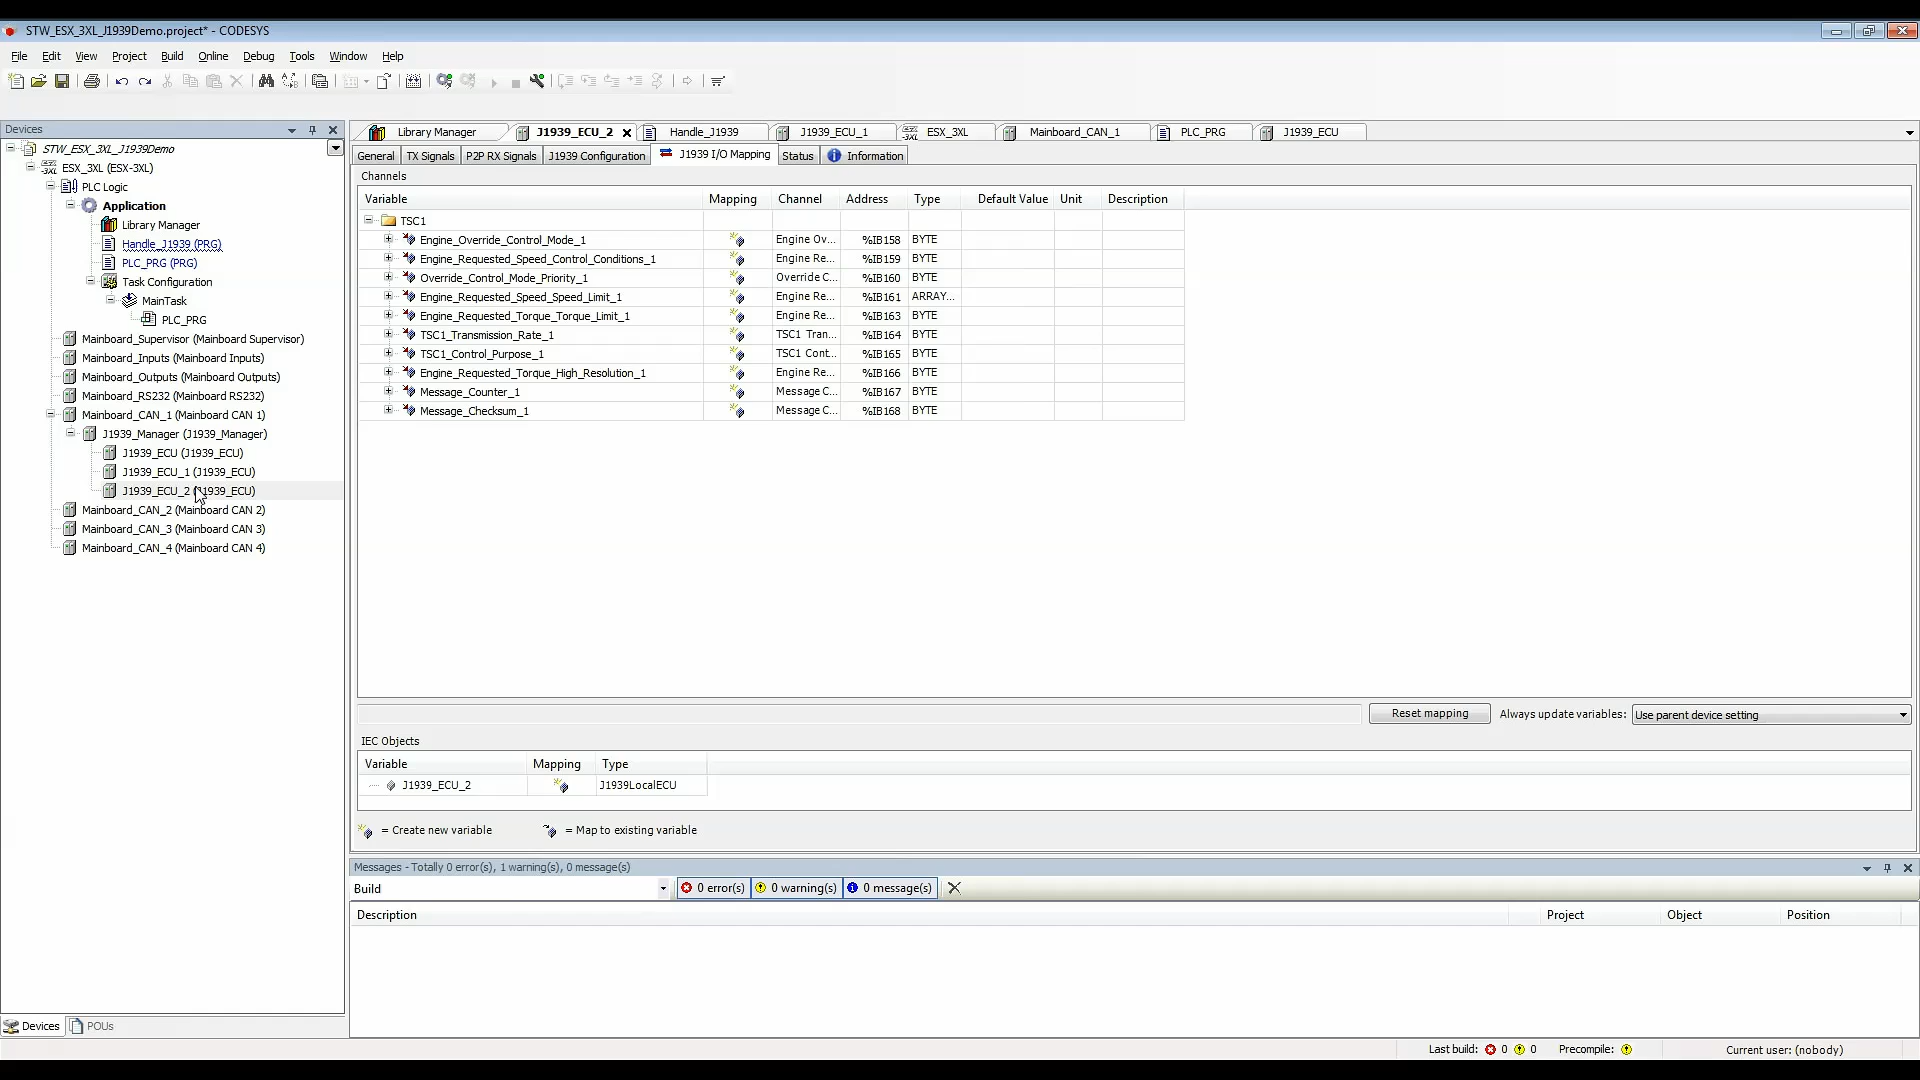 STW_ESX_3XL_J1939Demo.project* - CODESYS
File Edit View Project Build Online Debug Tools Window Help
Devices
STW_ESX_3XL_J1939Demo
ESX_3XL (ESX-3XL)
PLC Logic
Application
Library Manager
Handle_J1939 (PRG)
PLC_PRG (PRG)
Task Configuration
MainTask
PLC_PRG
Mainboard_Supervisor (Mainboard Supervisor)
Mainboard_Inputs (Mainboard Inputs)
Mainboard_Outputs (Mainboard Outputs)
Mainboard_RS232 (Mainboard RS232)
Mainboard_CAN_1 (Mainboard CAN 1)
J1939_Manager (J1939_Manager)
J1939_ECU (J1939_ECU)
J1939_ECU_1 (J1939_ECU)
J1939_ECU_2 (J1939_ECU)
Mainboard_CAN_2 (Mainboard CAN 2)
Mainboard_CAN_3 (Mainboard CAN 3)
Mainboard_CAN_4 (Mainboard CAN 4)
Devices POUs
Library Manager J1939_ECU_2 Handle_J1939 J1939_ECU_1 ESX_3XL Mainboard_CAN_1 PLC_PRG J1939_ECU
General TX Signals P2P RX Signals J1939 Configuration J1939 I/O Mapping Status Information
Channels
Variable Mapping Channel Address Type Default Value Unit Description
TSC1
Engine_Override_Control_Mode_1 Engine Ov... %IB158 BYTE
Engine_Requested_Speed_Control_Conditions_1 Engine Re... %IB159 BYTE
Override_Control_Mode_Priority_1 Override C... %IB160 BYTE
Engine_Requested_Speed_Speed_Limit_1 Engine Re... %IB161 ARRAY...
Engine_Requested_Torque_Torque_Limit_1 Engine Re... %IB163 BYTE
TSC1_Transmission_Rate_1 TSC1 Tran... %IB164 BYTE
TSC1_Control_Purpose_1 TSC1 Cont... %IB165 BYTE
Engine_Requested_Torque_High_Resolution_1 Engine Re... %IB166 BYTE
Message_Counter_1 Message C... %IB167 BYTE
Message_Checksum_1 Message C... %IB168 BYTE
Reset mapping Always update variables: Use parent device setting
IEC Objects
Variable Mapping Type
J1939_ECU_2 J1939LocalECU
= Create new variable = Map to existing variable
Messages - Totally 0 error(s), 1 warning(s), 0 message(s)
Build 0 error(s) 0 warning(s) 0 message(s)
Description Project Object Position
Last build: 0 0 Precompile: Current user: (nobody)